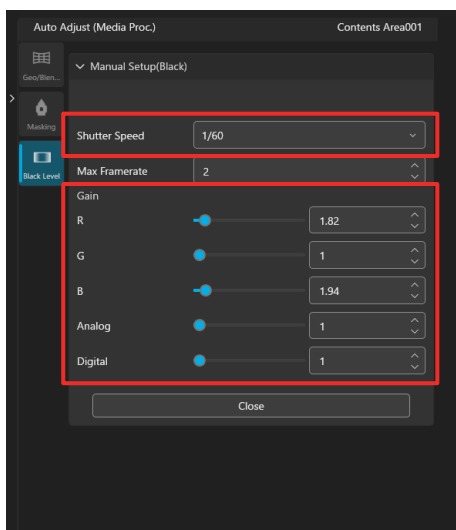 Auto Adjust (Media Proc.) Contents Area001
Geo/Blen...
Manual Setup(Black)
Masking
Shutter Speed 1/60
Black Level
Max Framerate 2
Gain
R 1.82
G 1
B 1.94
Analog 1
Digital 1
Close